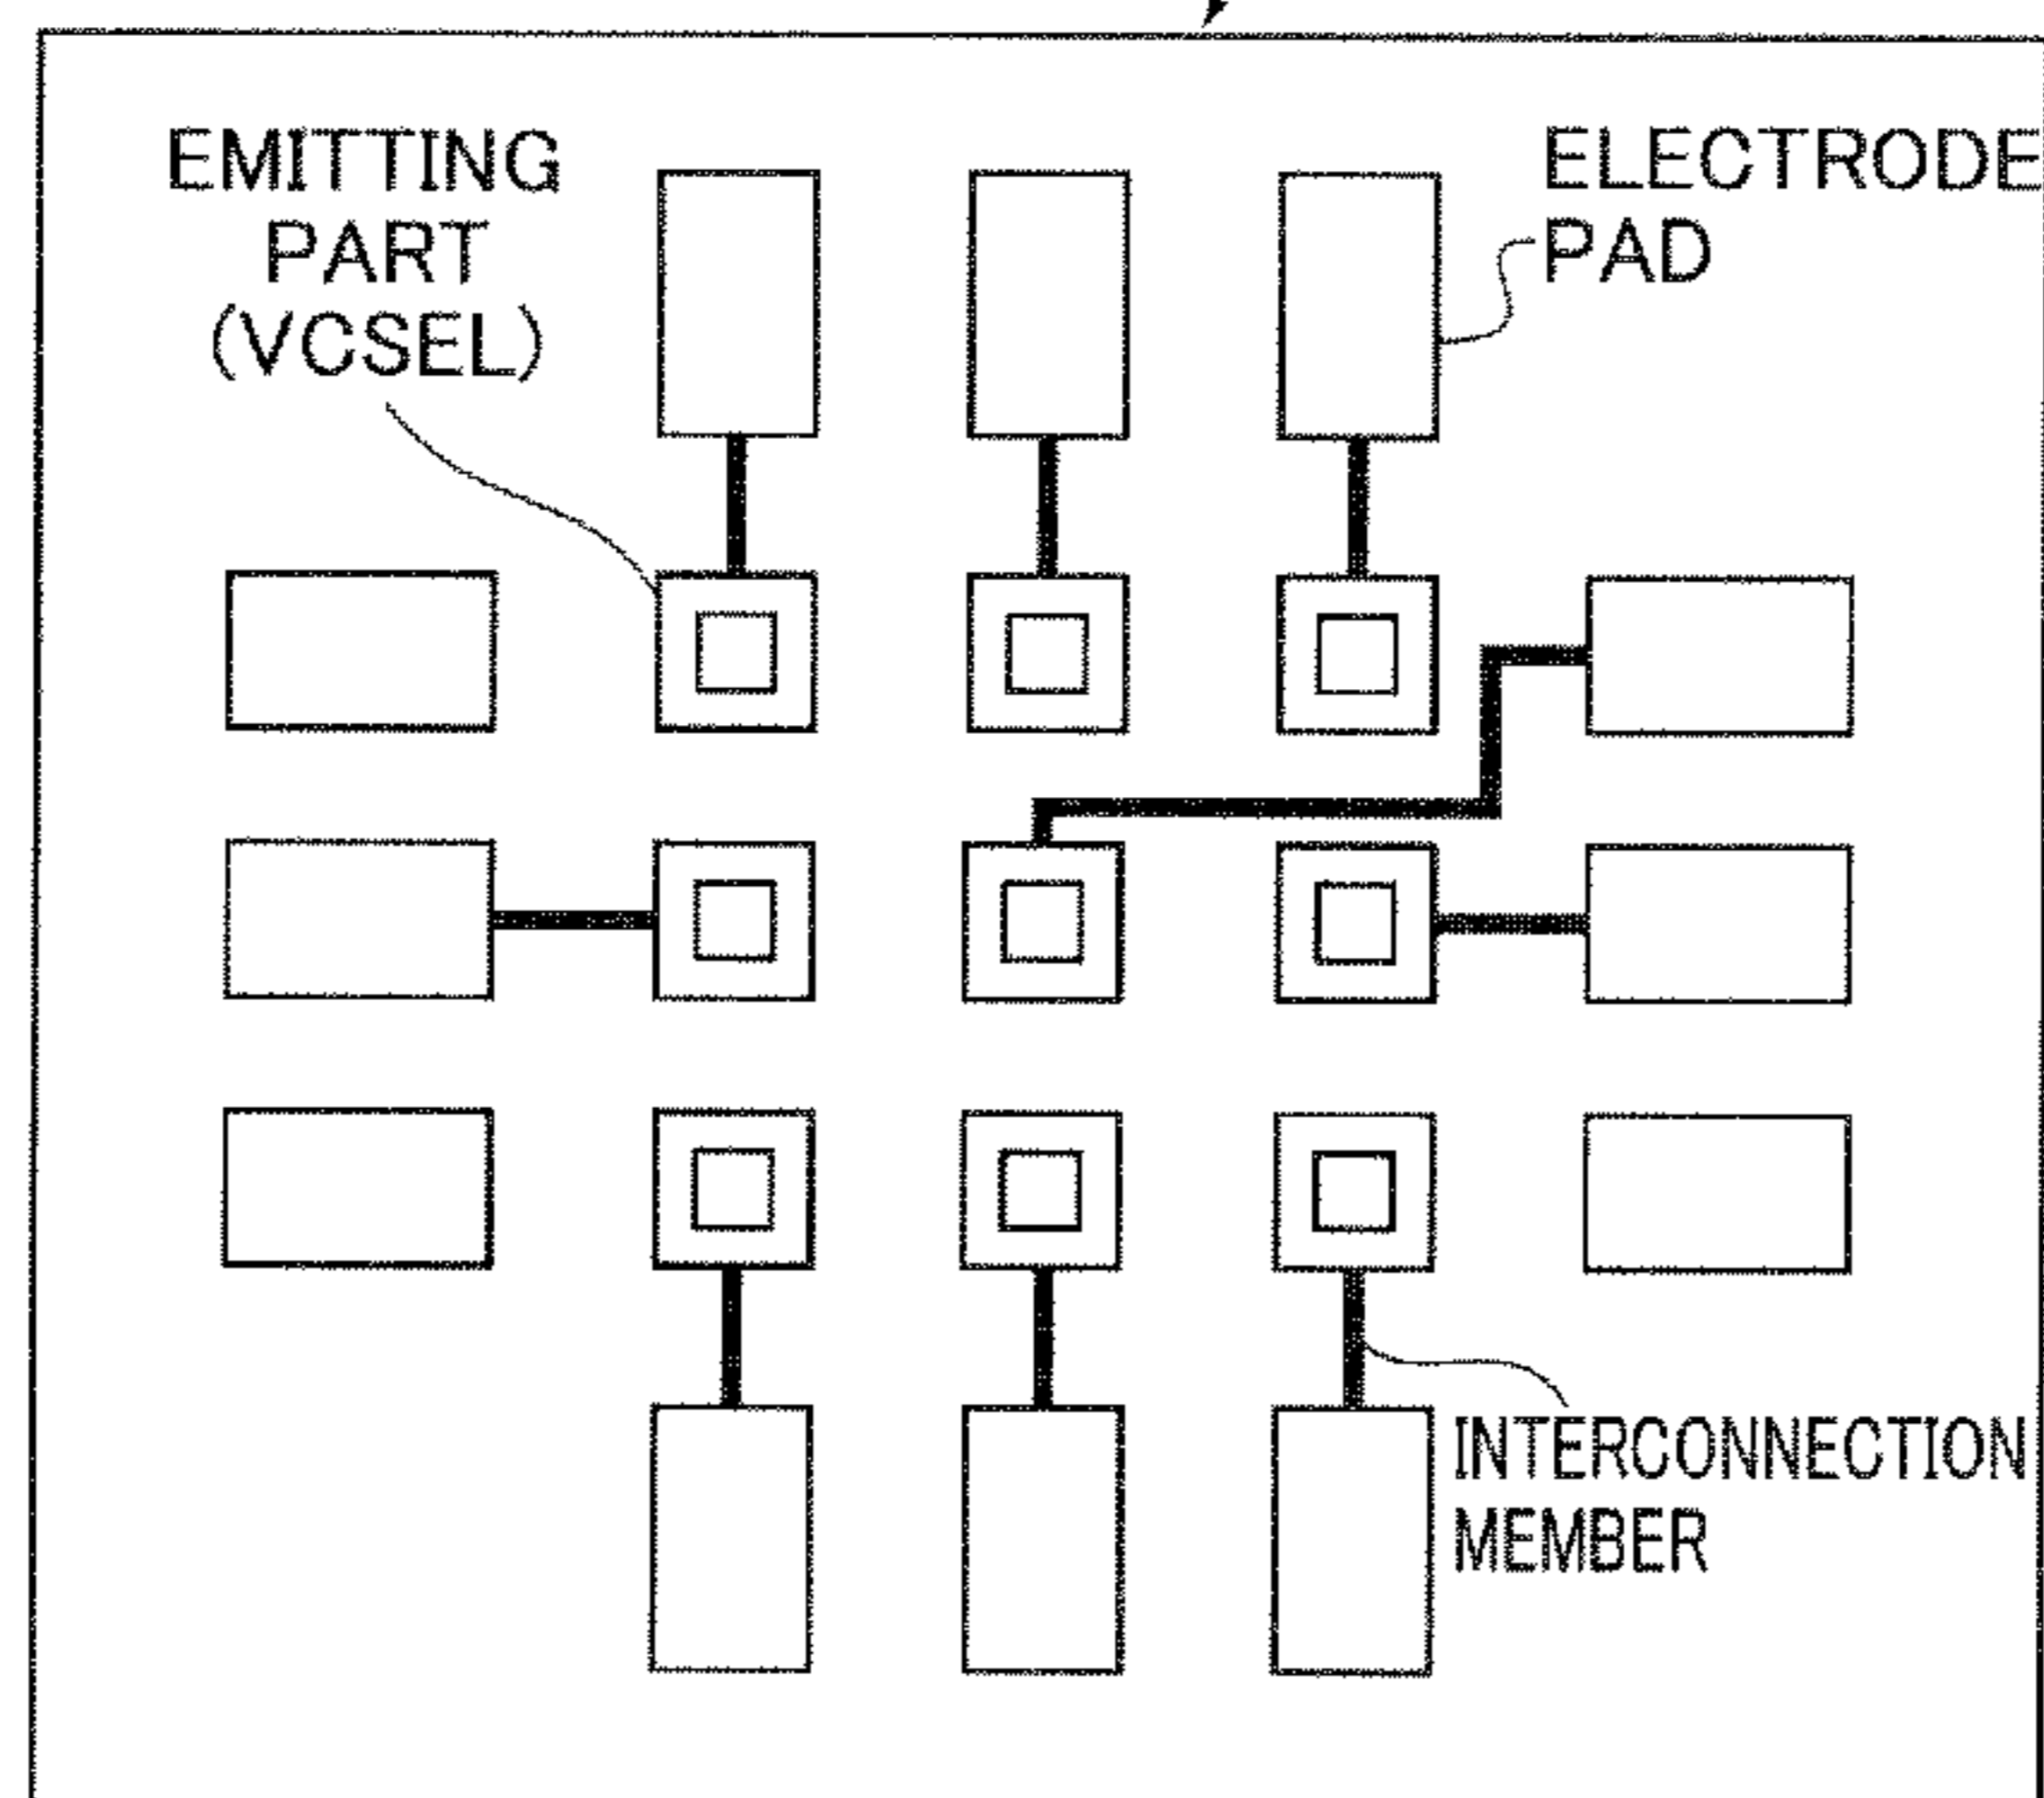 EMITTING
PART
(VCSEL)
ELECTRODE
PAD
INTERCONNECTION
MEMBER